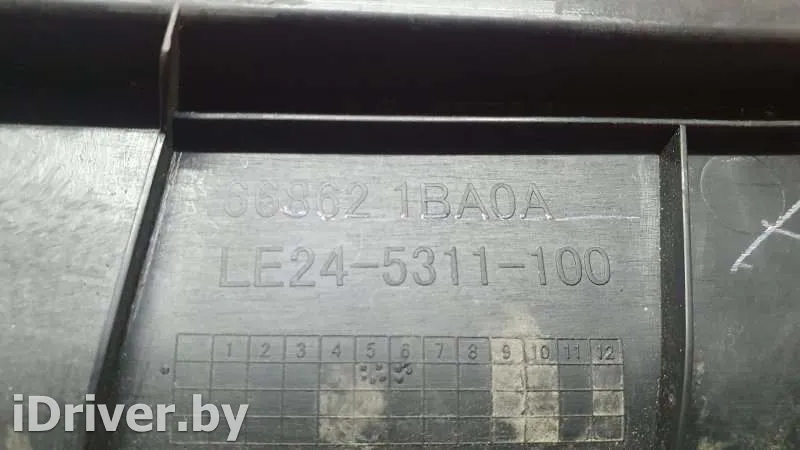 66862 1BA0A
LE24-5311-100
1 2 3 4 5 6 7 8 9 10 11 12
iDriver.by